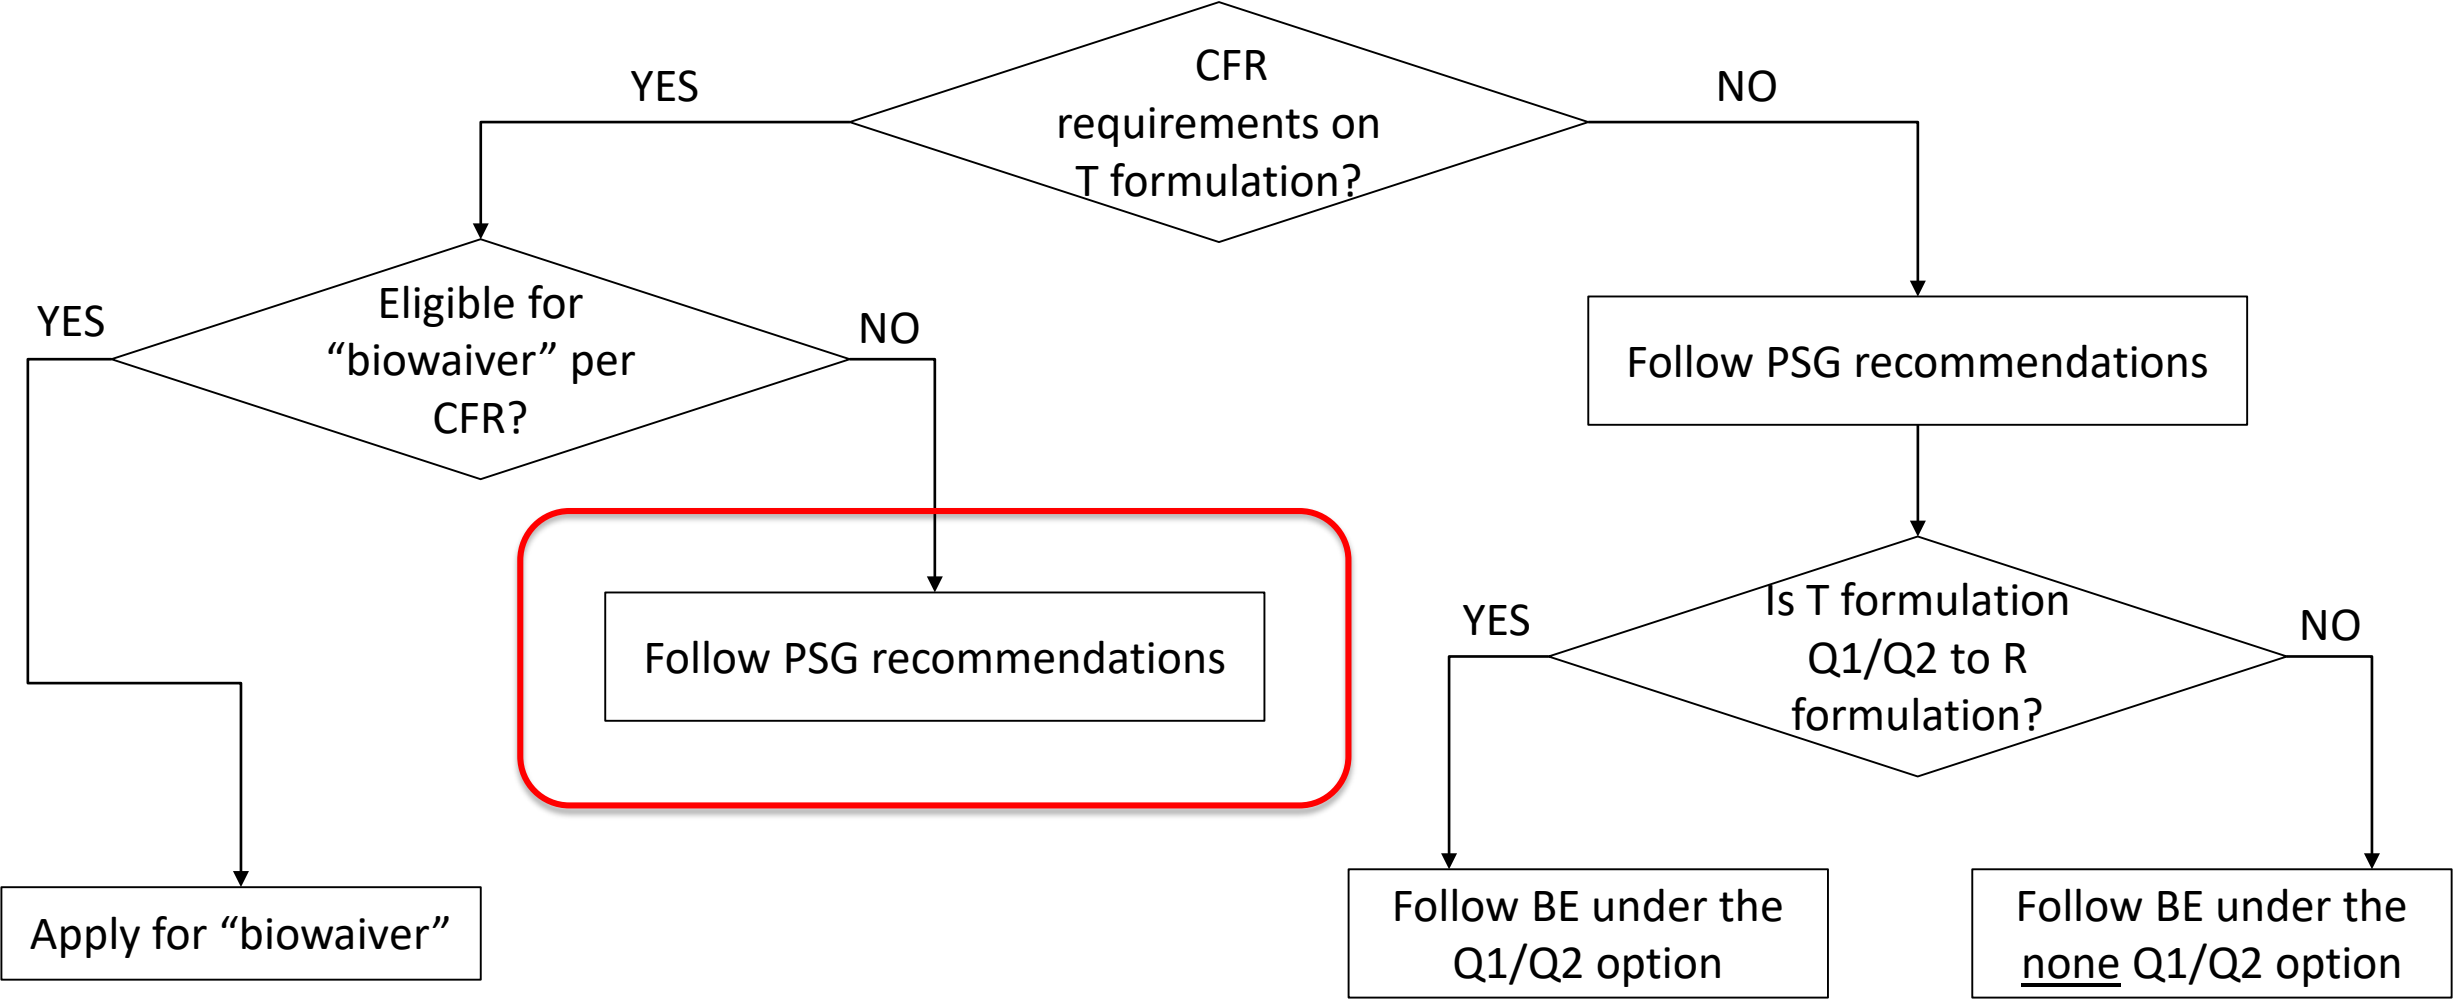 CFR
requirements on
T formulation?
YES
NO
Eligible for
“biowaiver” per
CFR?
YES
NO
Follow PSG recommendations
Follow PSG recommendations
Is T formulation
Q1/Q2 to R
formulation?
YES
NO
Apply for “biowaiver”
Follow BE under the
Q1/Q2 option
Follow BE under the
none Q1/Q2 option